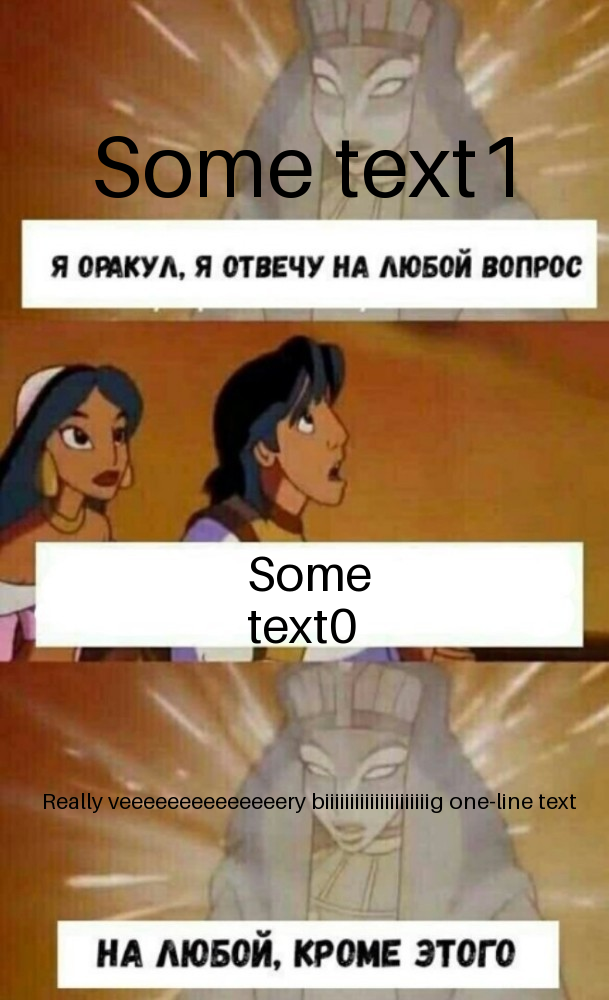 Some text1
Я ОРАКУЛ, Я ОТВЕЧУ НА ЛЮБОЙ ВОПРОС
Some
text0
Really veeeeeeeeeeeeeery biiiiiiiiiiiiiiiiiiiig one-line text
НА ЛЮБОЙ, КРОМЕ ЭТОГО